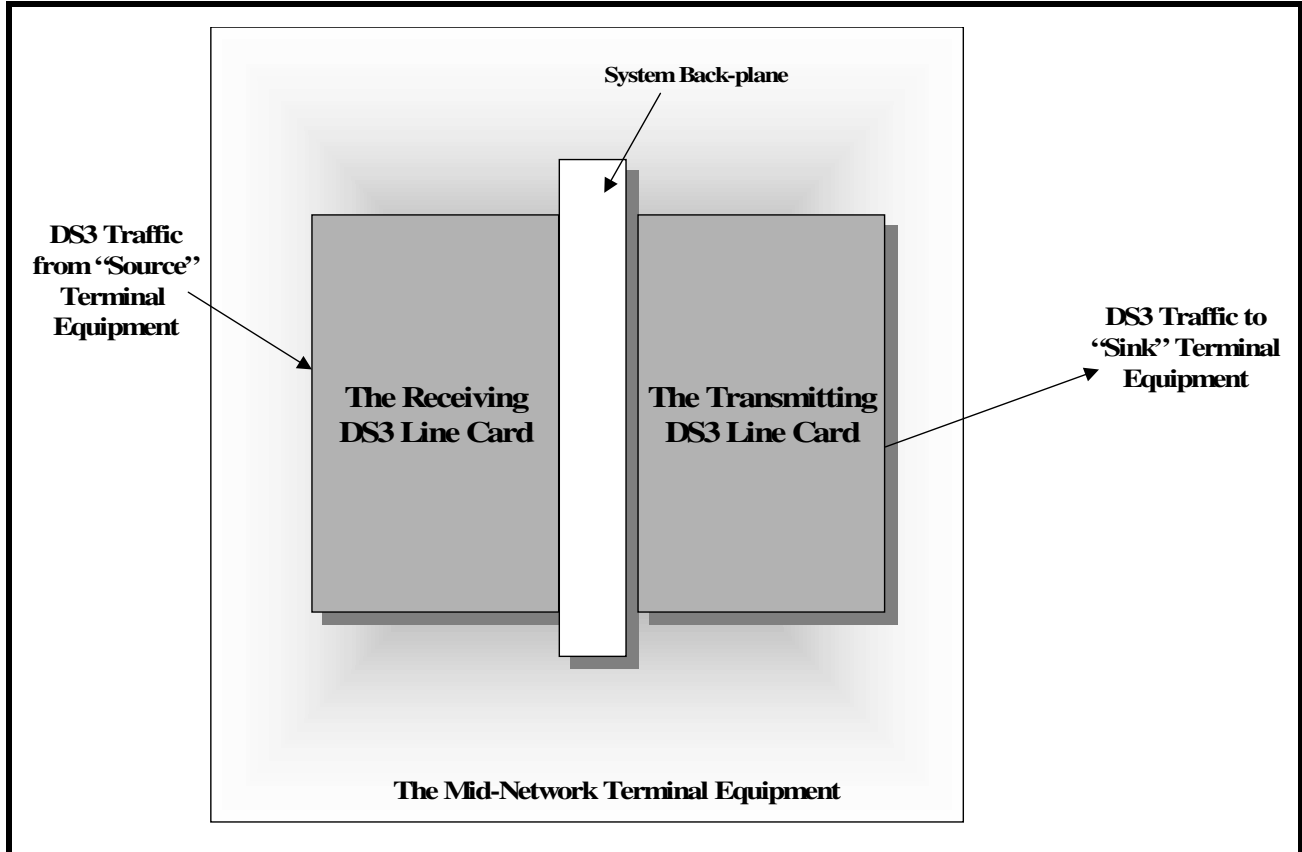 System Back-plane
DS3 Traffic
from “Source”
Terminal
Equipment
DS3 Traffic to
“Sink” Terminal
Equipment
The Receiving
DS3 Line Card
The Transmitting
DS3 Line Card
The Mid-Network Terminal Equipment